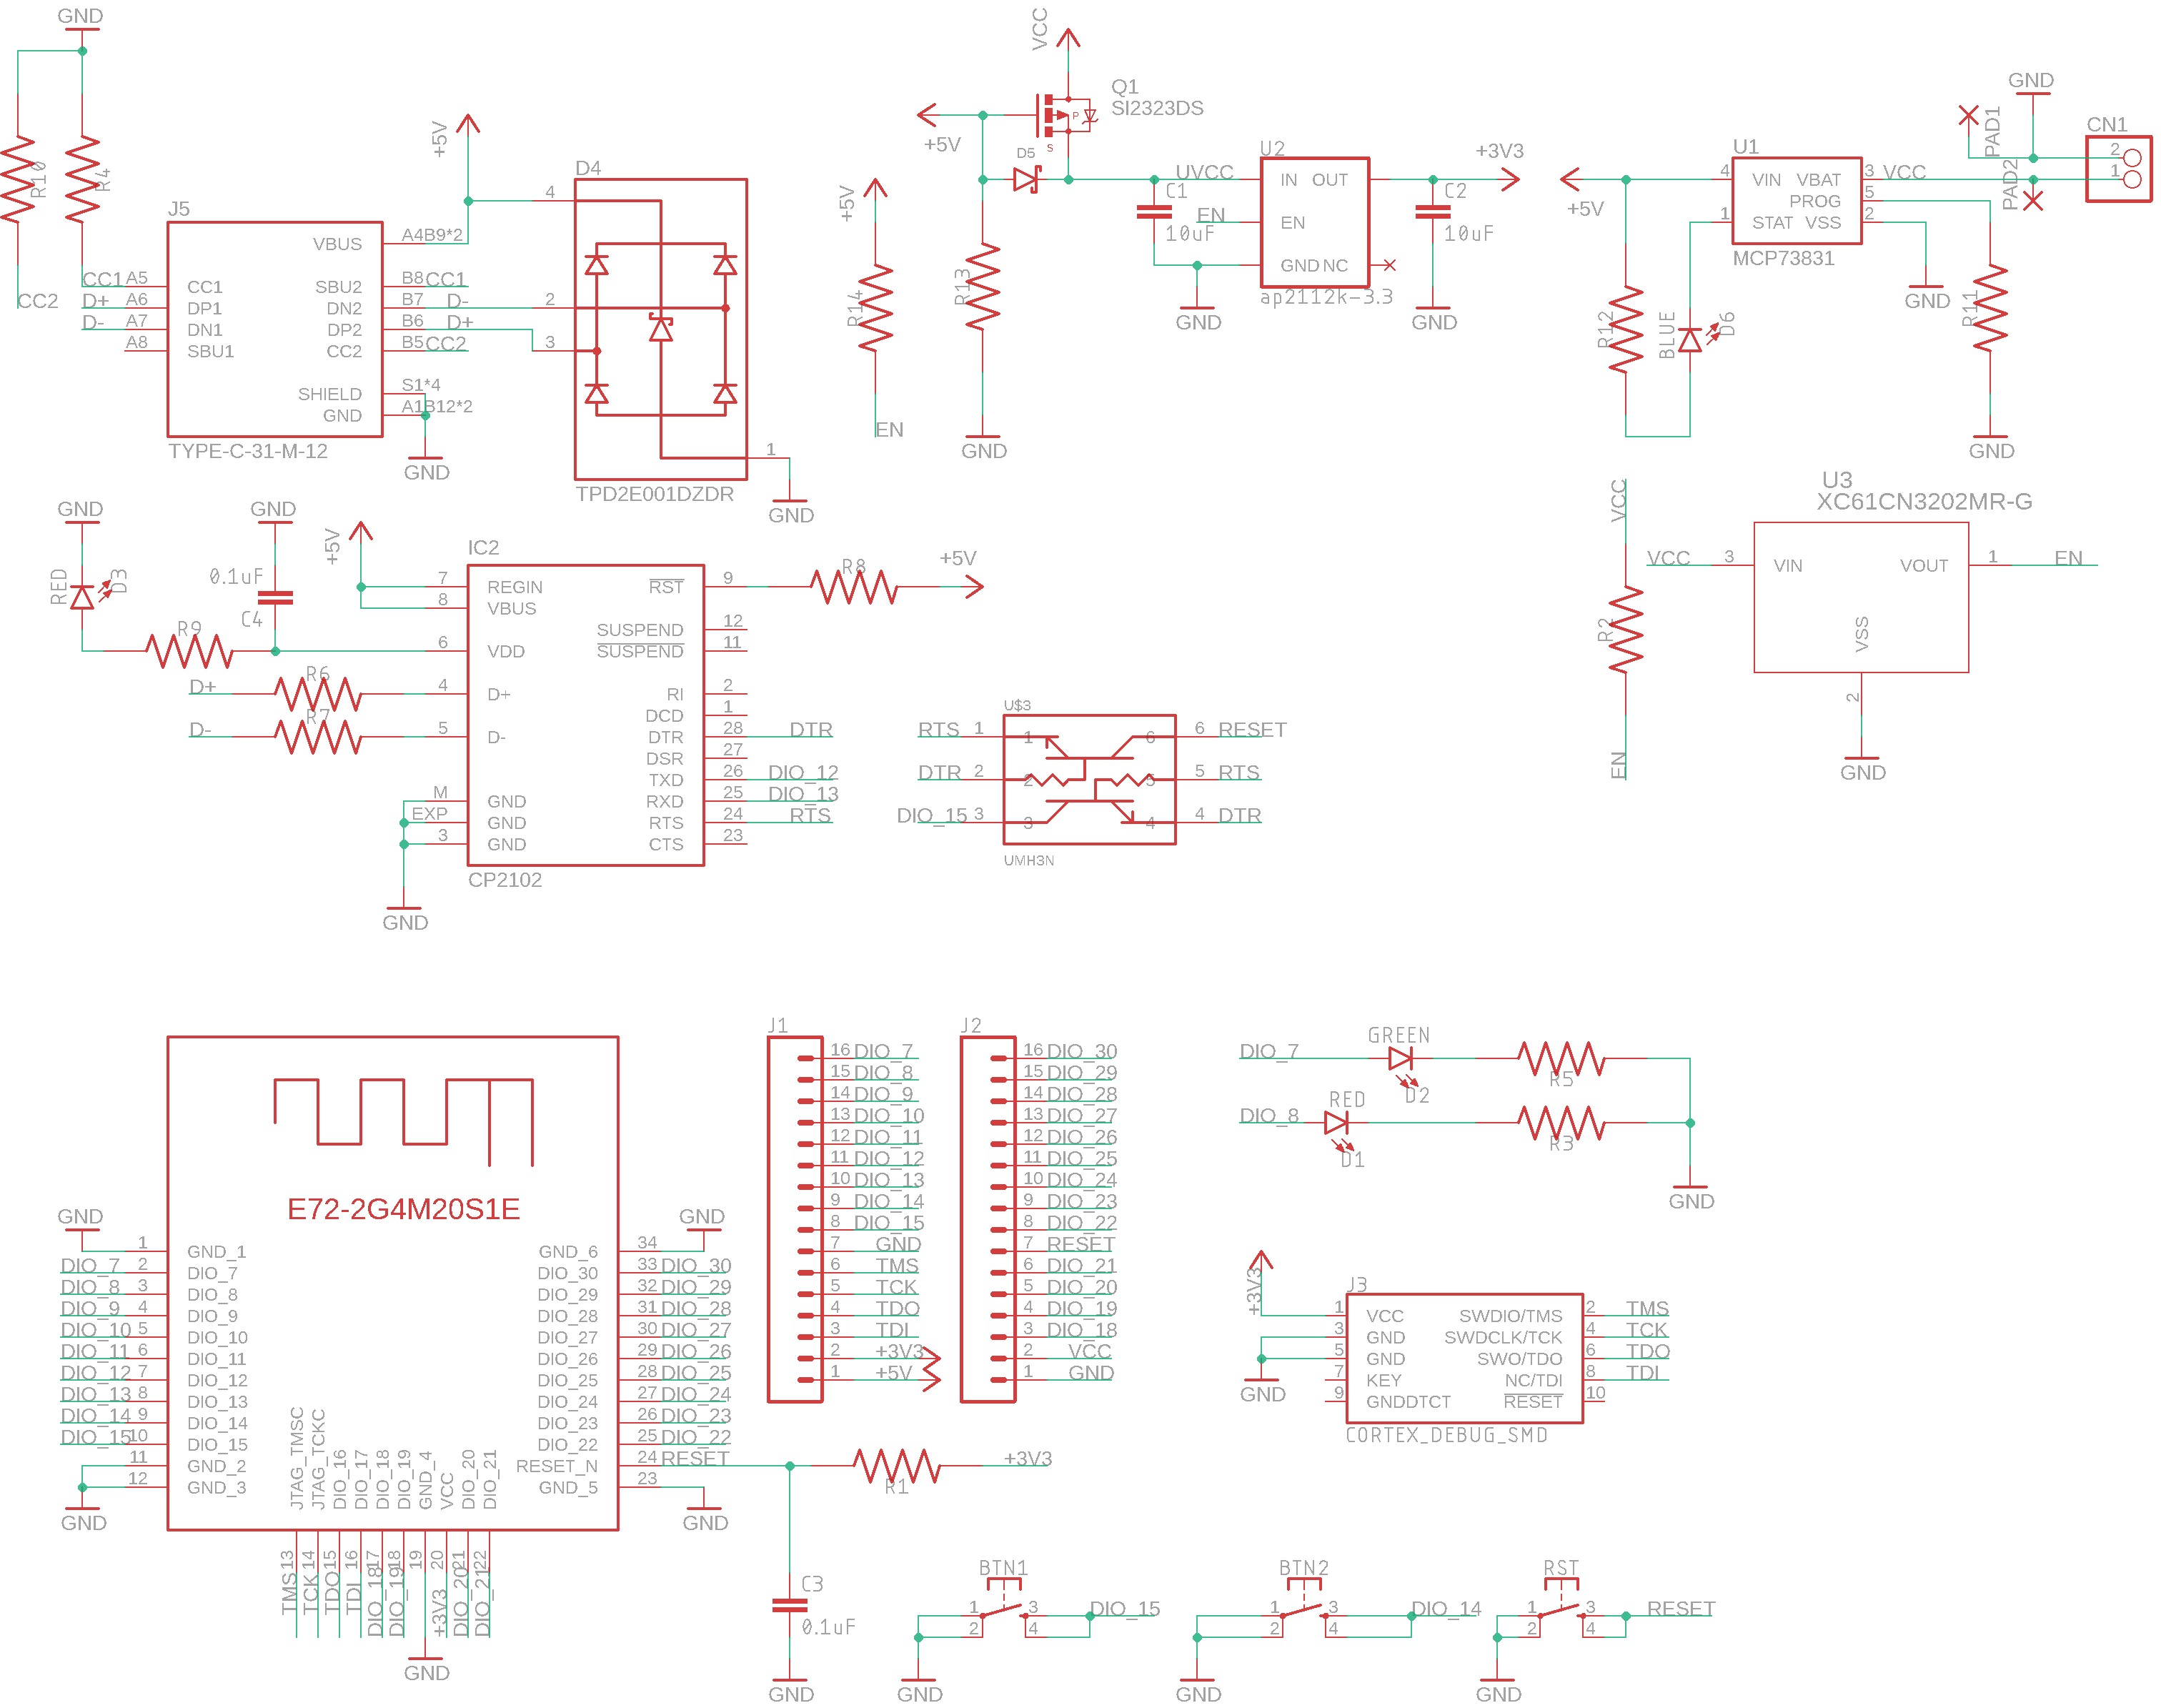 GND
R10
R4
CC2
J5
VBUS
A4B9*2
CC1 A5 CC1
SBU2 B8 CC1
D+ A6 DP1
DN2 B7 D-
D- A7 DN1
DP2 B6 D+
A8 SBU1
CC2 B5 CC2
SHIELD S1*4
GND A1B12*2
TYPE-C-31-M-12
GND
+5V
D4
4
2
3
1
TPD2E001DZDR
GND
VCC
Q1
SI2323DS
P
S
+5V
D5
+5V
R14
EN
R13
GND
UVCC
C1
10uF
EN
GND
U2
IN OUT
EN
GND NC
ap2112k-3.3
+3V3
C2
10uF
GND
+5V
R12
BLUE
D6
U1
4 VIN VBAT 3 VCC
PROG 5
1 STAT VSS 2
MCP73831
GND
R11
GND
PAD1
PAD2
GND
CN1
2
1
GND
RED
D3
GND
0.1uF
C4
R9
D+
R6
D-
R7
+5V
IC2
7 REGIN
8 VBUS
6 VDD
4 D+
5 D-
M GND
EXP GND
3 GND
RST 9
SUSPEND 12
SUSPEND 11
RI 2
DCD 1
DTR 28 DTR
DSR 27
TXD 26 DIO_12
RXD 25 DIO_13
RTS 24 RTS
CTS 23
CP2102
GND
R8
+5V
U$3
RTS 1 1 6 6 RESET
DTR 2 2 5 5 RTS
DIO_15 3 3 4 4 DTR
UMH3N
VCC
R2
EN
U3
XC61CN3202MR-G
VCC 3 VIN
VOUT 1 EN
VSS
2
GND
E72-2G4M20S1E
GND
1 GND_1
DIO_7 2 DIO_7
DIO_8 3 DIO_8
DIO_9 4 DIO_9
DIO_10 5 DIO_10
DIO_11 6 DIO_11
DIO_12 7 DIO_12
DIO_13 8 DIO_13
DIO_14 9 DIO_14
DIO_15 10 DIO_15
11 GND_2
12 GND_3
GND
GND
GND_6 34
DIO_30 33 DIO_30
DIO_29 32 DIO_29
DIO_28 31 DIO_28
DIO_27 30 DIO_27
DIO_26 29 DIO_26
DIO_25 28 DIO_25
DIO_24 27 DIO_24
DIO_23 26 DIO_23
DIO_22 25 DIO_22
RESET_N 24 RESET
GND_5 23
GND
JTAG_TMSC 13 TMS
JTAG_TCKC 14 TCK
DIO_16 15 TDO
DIO_17 16 TDI
DIO_18 17 DIO_18
DIO_19 18 DIO_19
GND_4 19
VCC 20 +3V3
DIO_20 21 DIO_20
DIO_21 22 DIO_21
GND
J1
16 DIO_7
15 DIO_8
14 DIO_9
13 DIO_10
12 DIO_11
11 DIO_12
10 DIO_13
9 DIO_14
8 DIO_15
7 GND
6 TMS
5 TCK
4 TDO
3 TDI
2 +3V3
1 +5V
J2
16 DIO_30
15 DIO_29
14 DIO_28
13 DIO_27
12 DIO_26
11 DIO_25
10 DIO_24
9 DIO_23
8 DIO_22
7 RESET
6 DIO_21
5 DIO_20
4 DIO_19
3 DIO_18
2 VCC
1 GND
DIO_7
GREEN
D2
R5
DIO_8
RED
D1
R3
GND
+3V3
J3
1 VCC SWDIO/TMS 2 TMS
3 GND SWDCLK/TCK 4 TCK
5 GND SWO/TDO 6 TDO
7 KEY NC/TDI 8 TDI
9 GNDDTCT RESET 10
CORTEX_DEBUG_SMD
GND
R1
+3V3
C3
0.1uF
GND
BTN1
1 3 DIO_15
2 4
GND
BTN2
1 3 DIO_14
2 4
GND
RST
1 3 RESET
2 4
GND